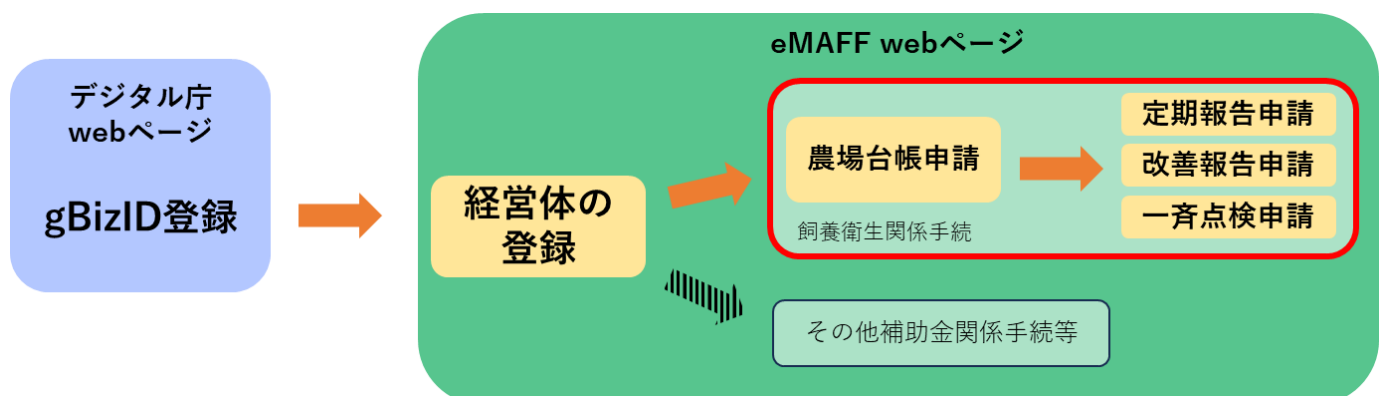 デジタル庁
webページ
gBizID登録
eMAFF webページ
経営体の
登録
農場台帳申請
飼養衛生関係手続
定期報告申請
改善報告申請
一斉点検申請
その他補助金関係手続等